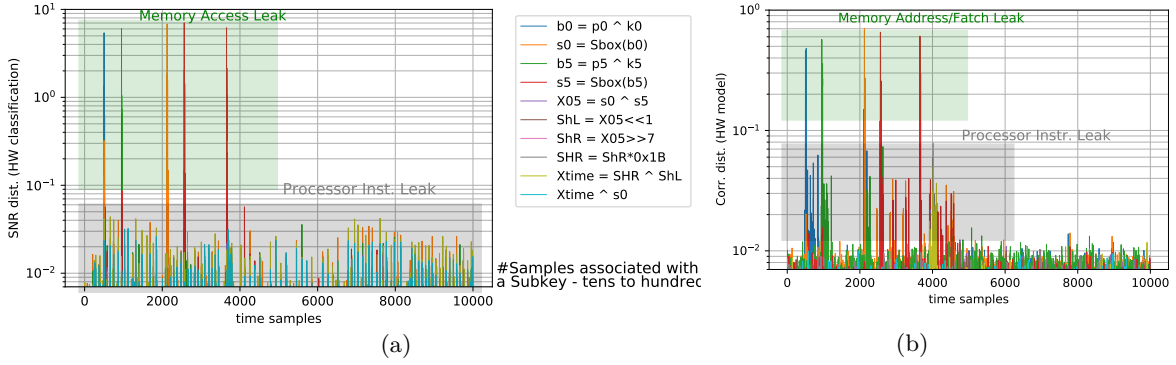 Memory Access Leak
10^1
10^0
10^-1
10^-2
SNR dist. (HW classification)
Processor Inst. Leak
0 2000 4000 6000 8000 10000
time samples
(a)
b0 = p0 ^ k0
s0 = Sbox(b0)
b5 = p5 ^ k5
s5 = Sbox(b5)
X05 = s0 ^ s5
ShL = X05<<1
ShR = X05>>7
SHR = ShR*0x1B
Xtime = SHR ^ ShL
Xtime ^ s0
#Samples associated with
a Subkey - tens to hundred
Memory Address/Fatch Leak
10^0
10^-1
10^-2
Corr. dist. (HW model)
Processor Instr. Leak
0 2000 4000 6000 8000 10000
time samples
(b)